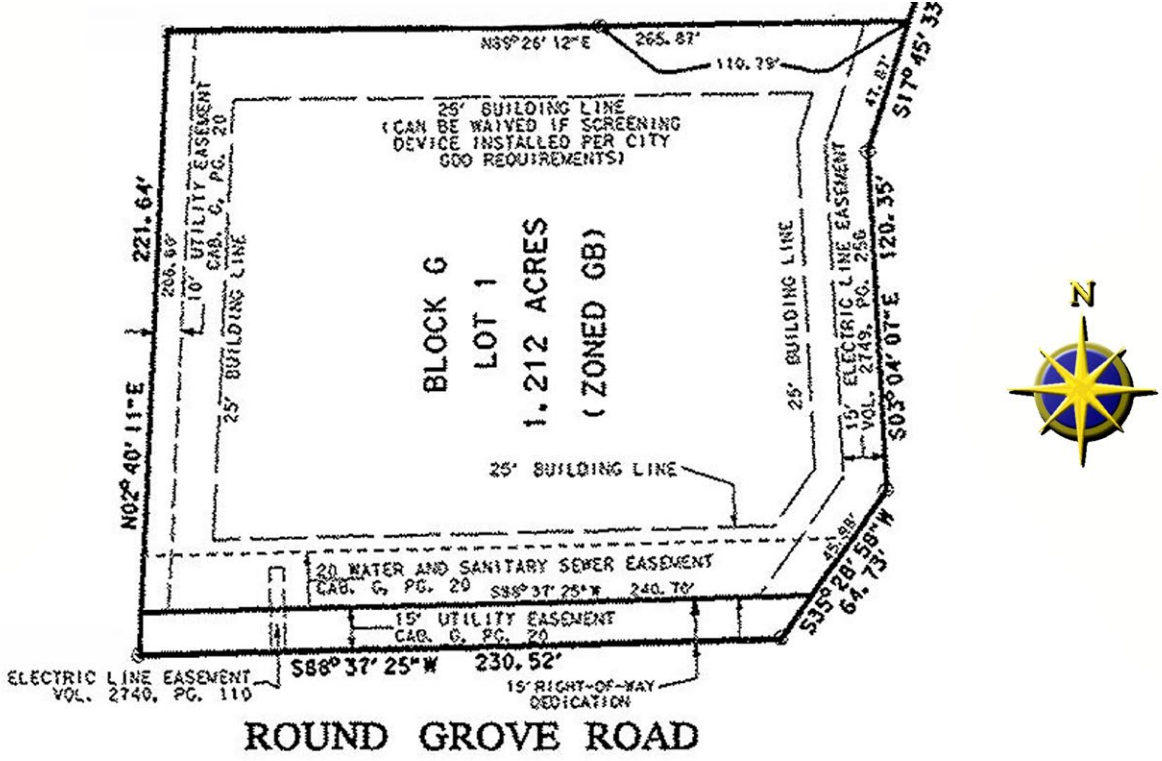 N89°26'12"E 265.87'
110.79'
S17°45'33
47.87'
25' BUILDING LINE
(CAN BE WAIVED IF SCREENING
DEVICE INSTALLED PER CITY
GDO REQUIREMENTS)
221.64'
206.60'
N02°40'11"E
10' UTILITY EASEMENT
CAB. G, PG. 20
25' BUILDING LINE
BLOCK G
LOT 1
1.212 ACRES
(ZONED GB)
25' BUILDING LINE
15' ELECTRIC LINE EASEMENT
VOL. 2749, PG. 256
S03°04'07"E 120.35'
N
25' BUILDING LINE
20 WATER AND SANITARY SEWER EASEMENT
CAB. G, PG. 20
S88°37'25"W 240.70'
45.98'
S35°28'58"W
64.73'
15' UTILITY EASEMENT
CAB. G, PG. 20
S88°37'25"W 230.52'
ELECTRIC LINE EASEMENT
VOL. 2740, PG. 110
15'RIGHT-OF-WAY
DEDICATION
ROUND GROVE ROAD